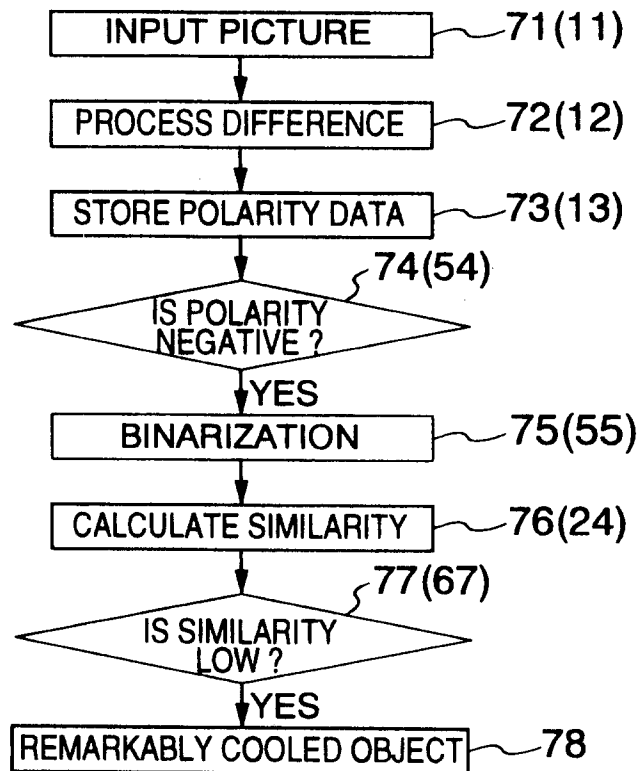 INPUT PICTURE 71(11)
PROCESS DIFFERENCE 72(12)
STORE POLARITY DATA 73(13)
74(54)
IS POLARITY
NEGATIVE ?
YES
BINARIZATION 75(55)
CALCULATE SIMILARITY 76(24)
77(67)
IS SIMILARITY
LOW ?
YES
REMARKABLY COOLED OBJECT 78